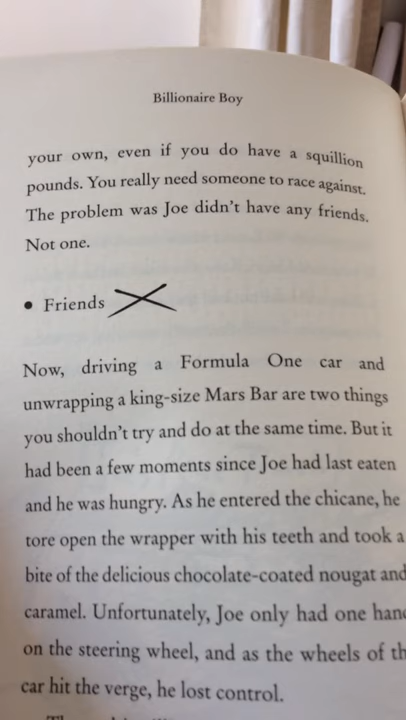 Billionaire Boy
your own, even if you do have a squillion
pounds. You really need someone to race against.
The problem was Joe didn't have any friends.
Not one.
• Friends
Now, driving a Formula One car and
unwrapping a king-size Mars Bar are two things
you shouldn't try and do at the same time. But it
had been a few moments since Joe had last eaten
and he was hungry. As he entered the chicane, he
tore open the wrapper with his teeth and took a
bite of the delicious chocolate-coated nougat and
caramel. Unfortunately, Joe only had one hand
on the steering wheel, and as the wheels of the
car hit the verge, he lost control.